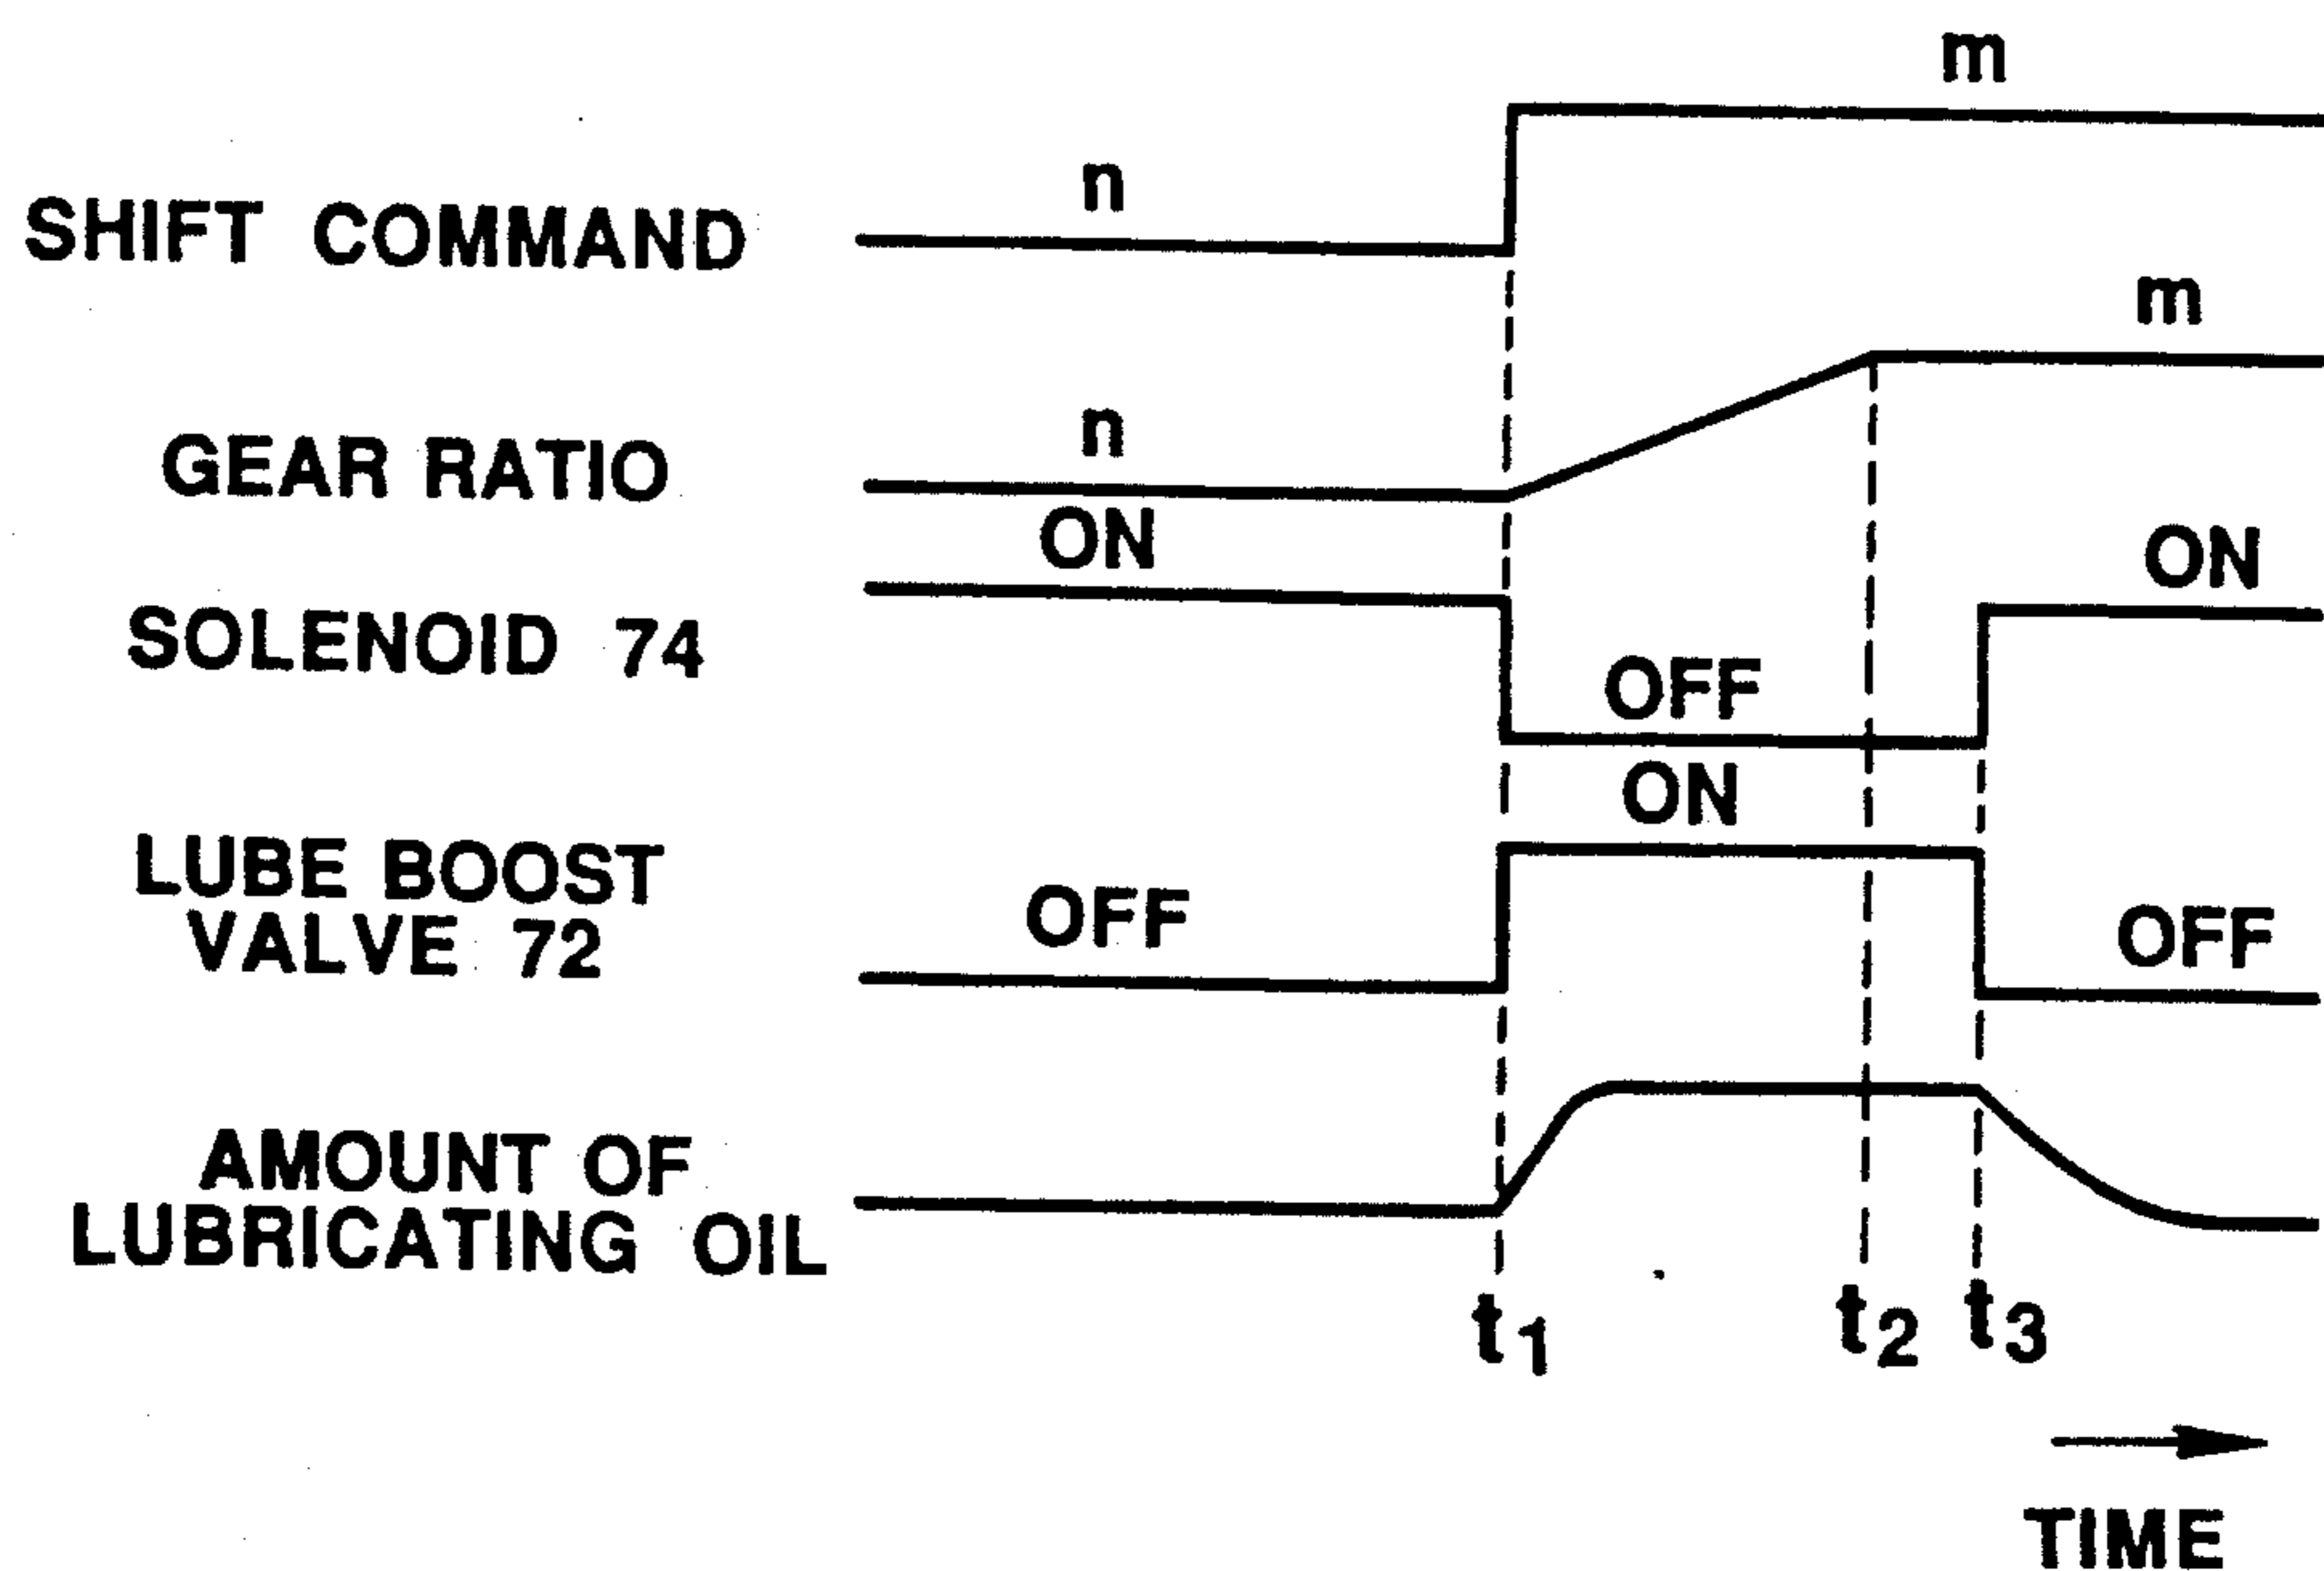 m
n
SHIFT COMMAND
m
n
GEAR RATIO
ON
ON
SOLENOID 74
OFF
ON
LUBE BOOST
VALVE 72
OFF
OFF
AMOUNT OF
LUBRICATING OIL
t1 t2 t3
TIME